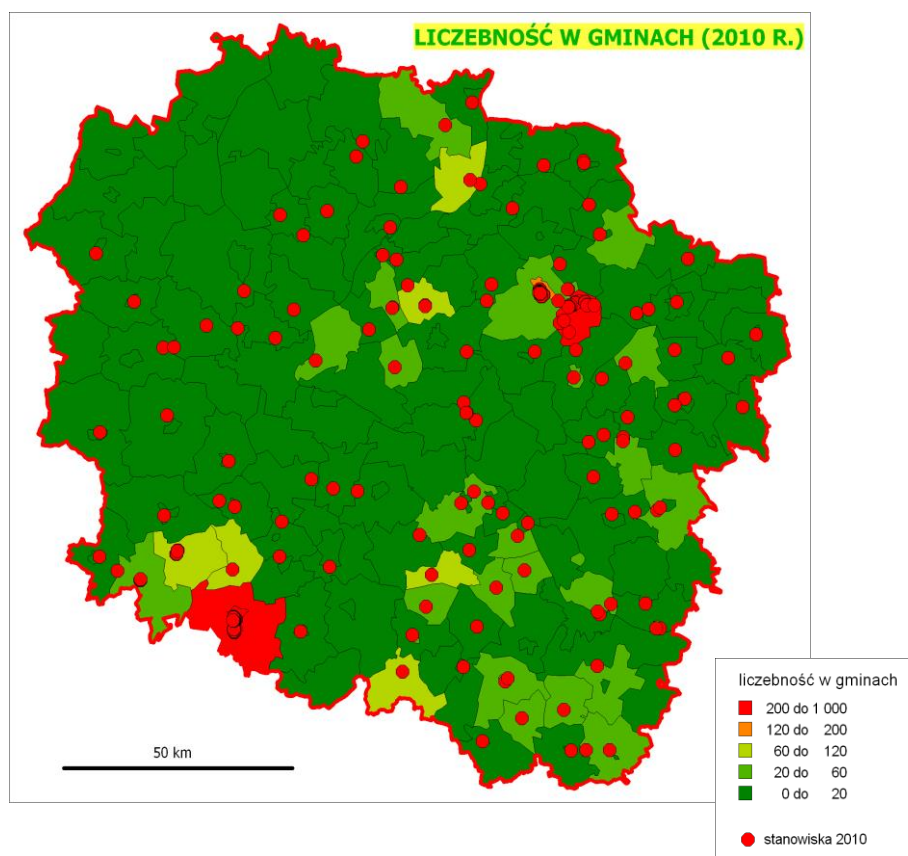 LICZEBNOŚĆ W GMINACH (2010 R.)
50 km
liczebność w gminach
200 do 1 000
120 do 200
60 do 120
20 do 60
0 do 20
stanowiska 2010